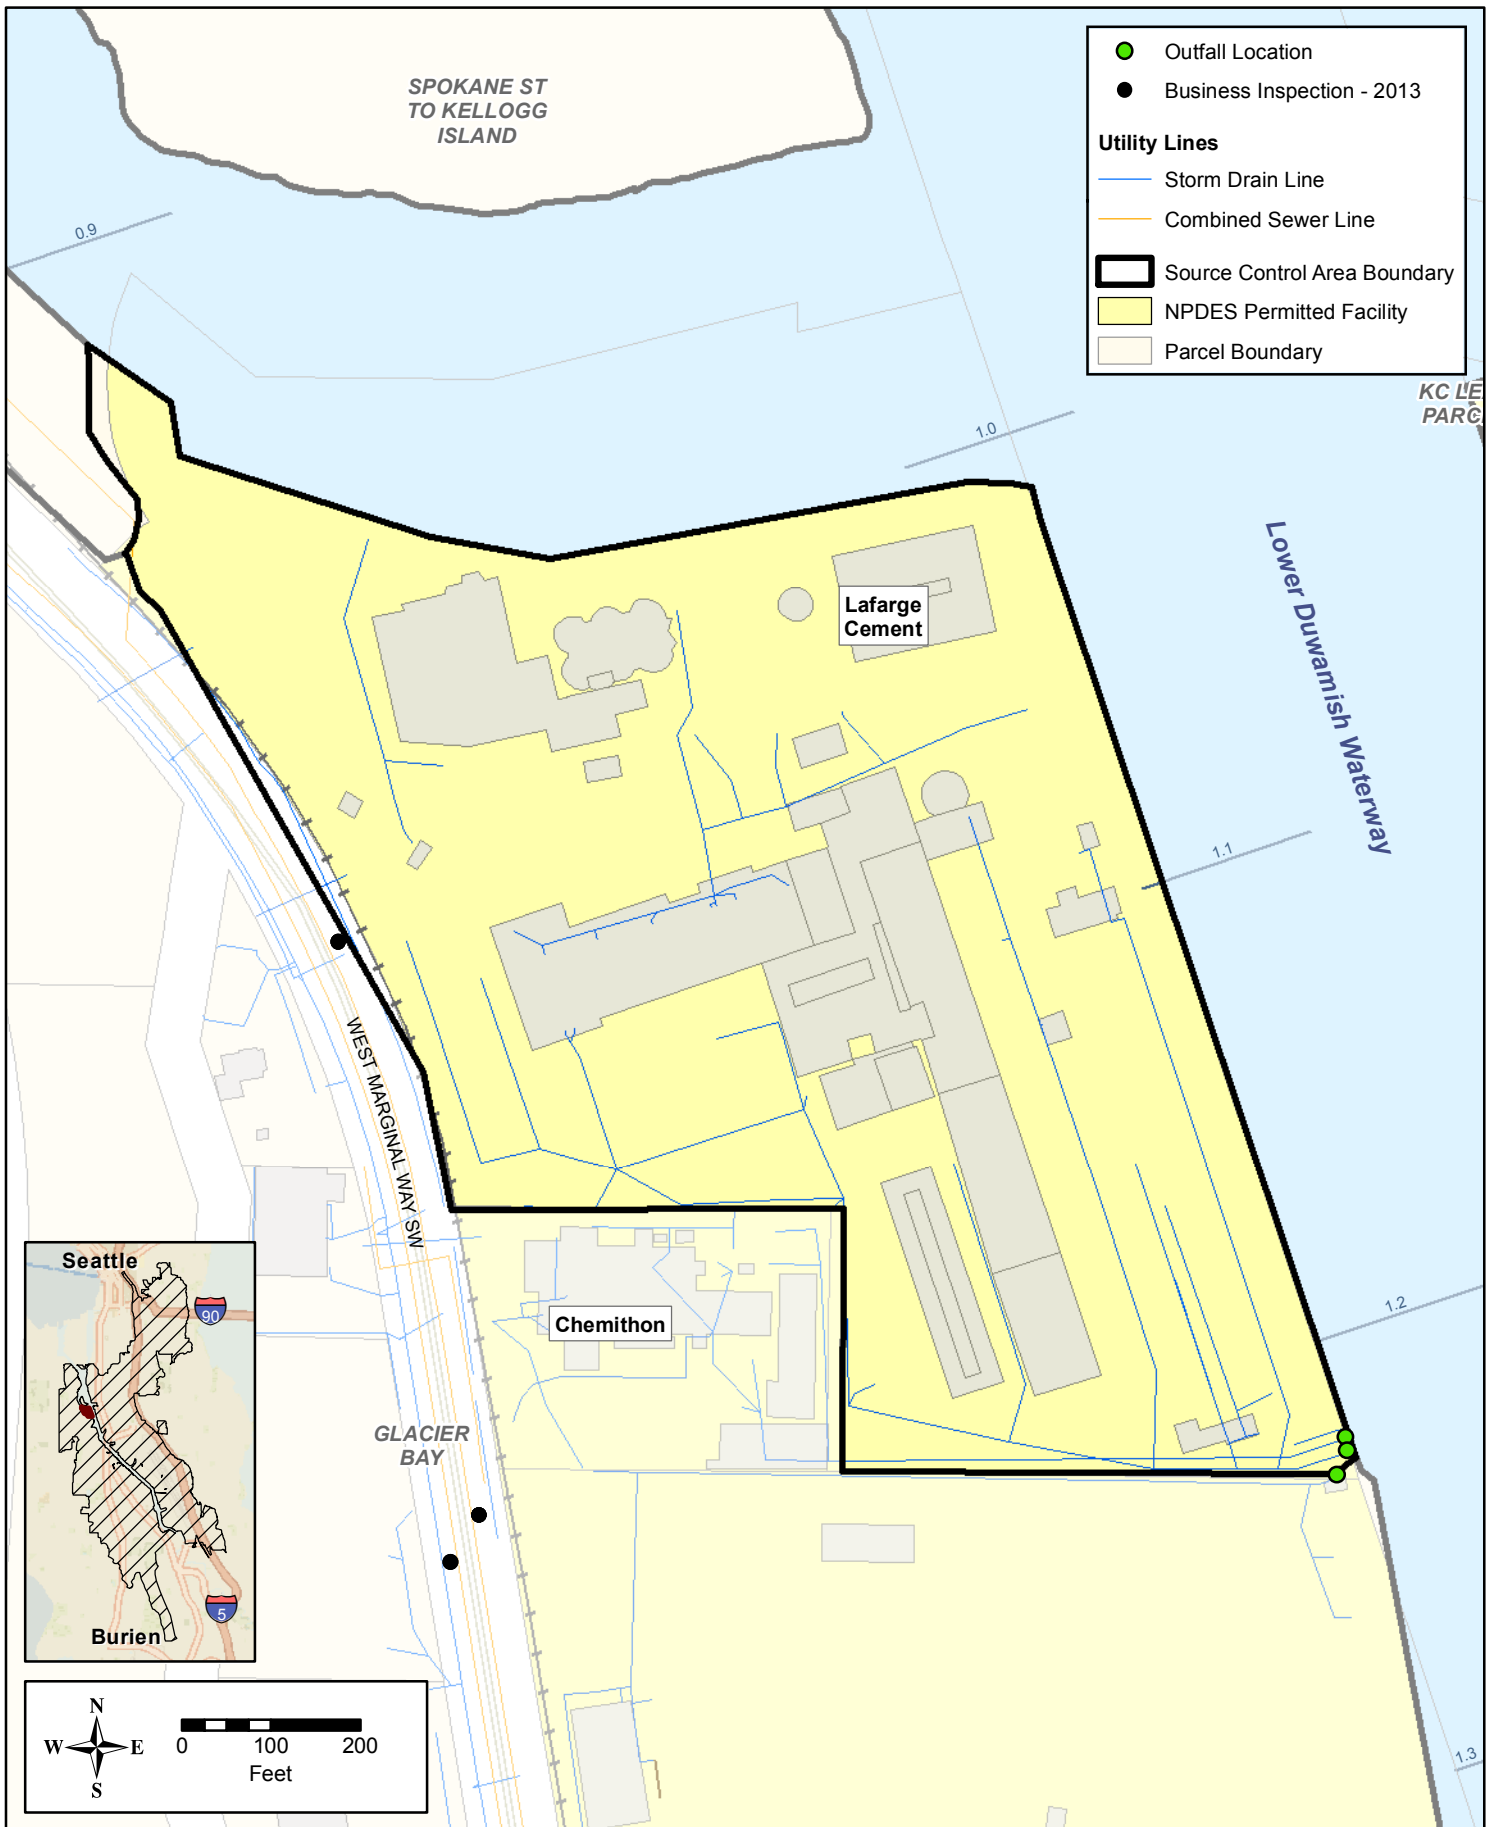 SPOKANE ST
TO KELLOGG
ISLAND
Outfall Location
Business Inspection - 2013
Utility Lines
Storm Drain Line
Combined Sewer Line
Source Control Area Boundary
NPDES Permitted Facility
Parcel Boundary
0.9
KC LE
PARC
1.0
Lower Duwamish Waterway
Lafarge
Cement
1.1
WEST MARGINAL WAY SW
1.2
Chemithon
GLACIER
BAY
Seattle
90
5
Burien
N
W E
S
0 100 200
Feet
1.3